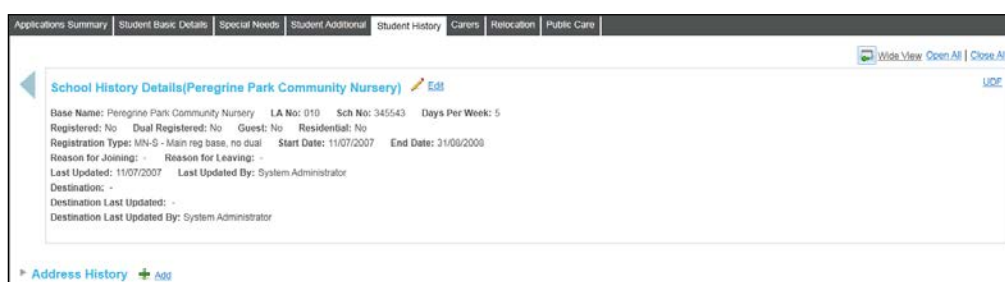 Applications Summary Student Basic Details Special Needs Student Additional Student History Carers Relocation Public Care
Wide View Open All | Close Al
School History Details(Peregrine Park Community Nursery) Edit UDF
Base Name: Peregrine Park Community Nursery LA No: 010 Sch No: 345543 Days Per Week: 5
Registered: No Dual Registered: No Guest: No Residential: No
Registration Type: MN-S - Main reg base, no dual Start Date: 11/07/2007 End Date: 31/08/2008
Reason for Joining: - Reason for Leaving: -
Last Updated: 11/07/2007 Last Updated By: System Administrator
Destination: -
Destination Last Updated: -
Destination Last Updated By: System Administrator
Address History Add